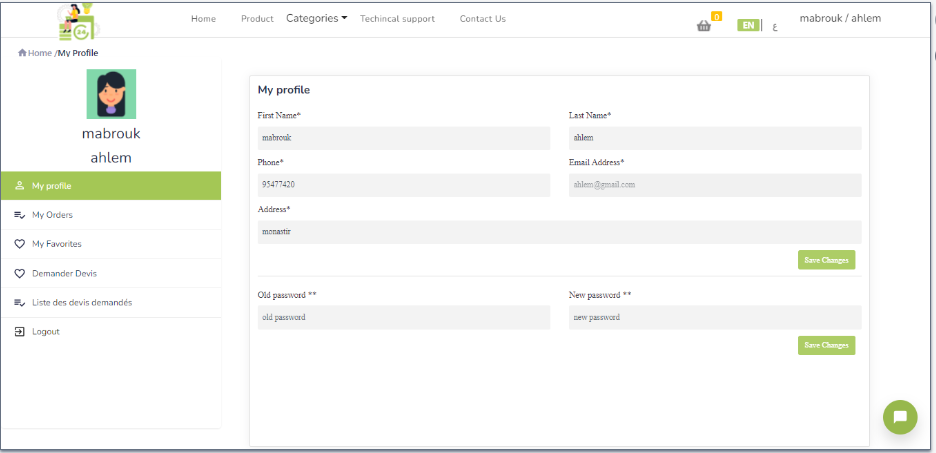 Home Product Categories Techincal support Contact Us 0 EN ع mabrouk / ahlem
24
Home /My Profile
mabrouk
ahlem
My profile
My Orders
My Favorites
Demander Devis
Liste des devis demandés
Logout
My profile
First Name* Last Name*
mabrouk ahlem
Phone* Email Address*
95477420 ahlem@gmail.com
Address*
monastir
Save Changes
Old password ** New password **
old password new password
Save Changes